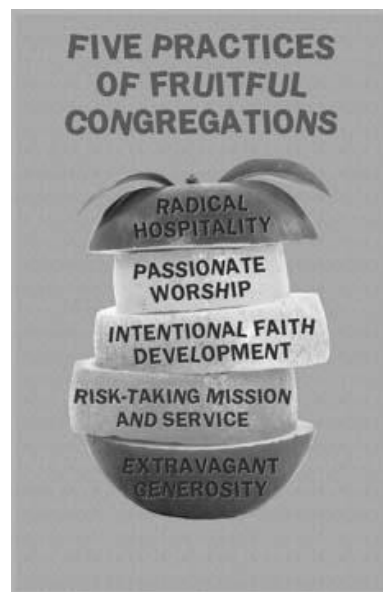 FIVE PRACTICES
OF FRUITFUL
CONGREGATIONS
RADICAL
HOSPITALITY
PASSIONATE
WORSHIP
INTENTIONAL FAITH
DEVELOPMENT
RISK-TAKING MISSION
AND SERVICE
EXTRAVAGANT
GENEROSITY